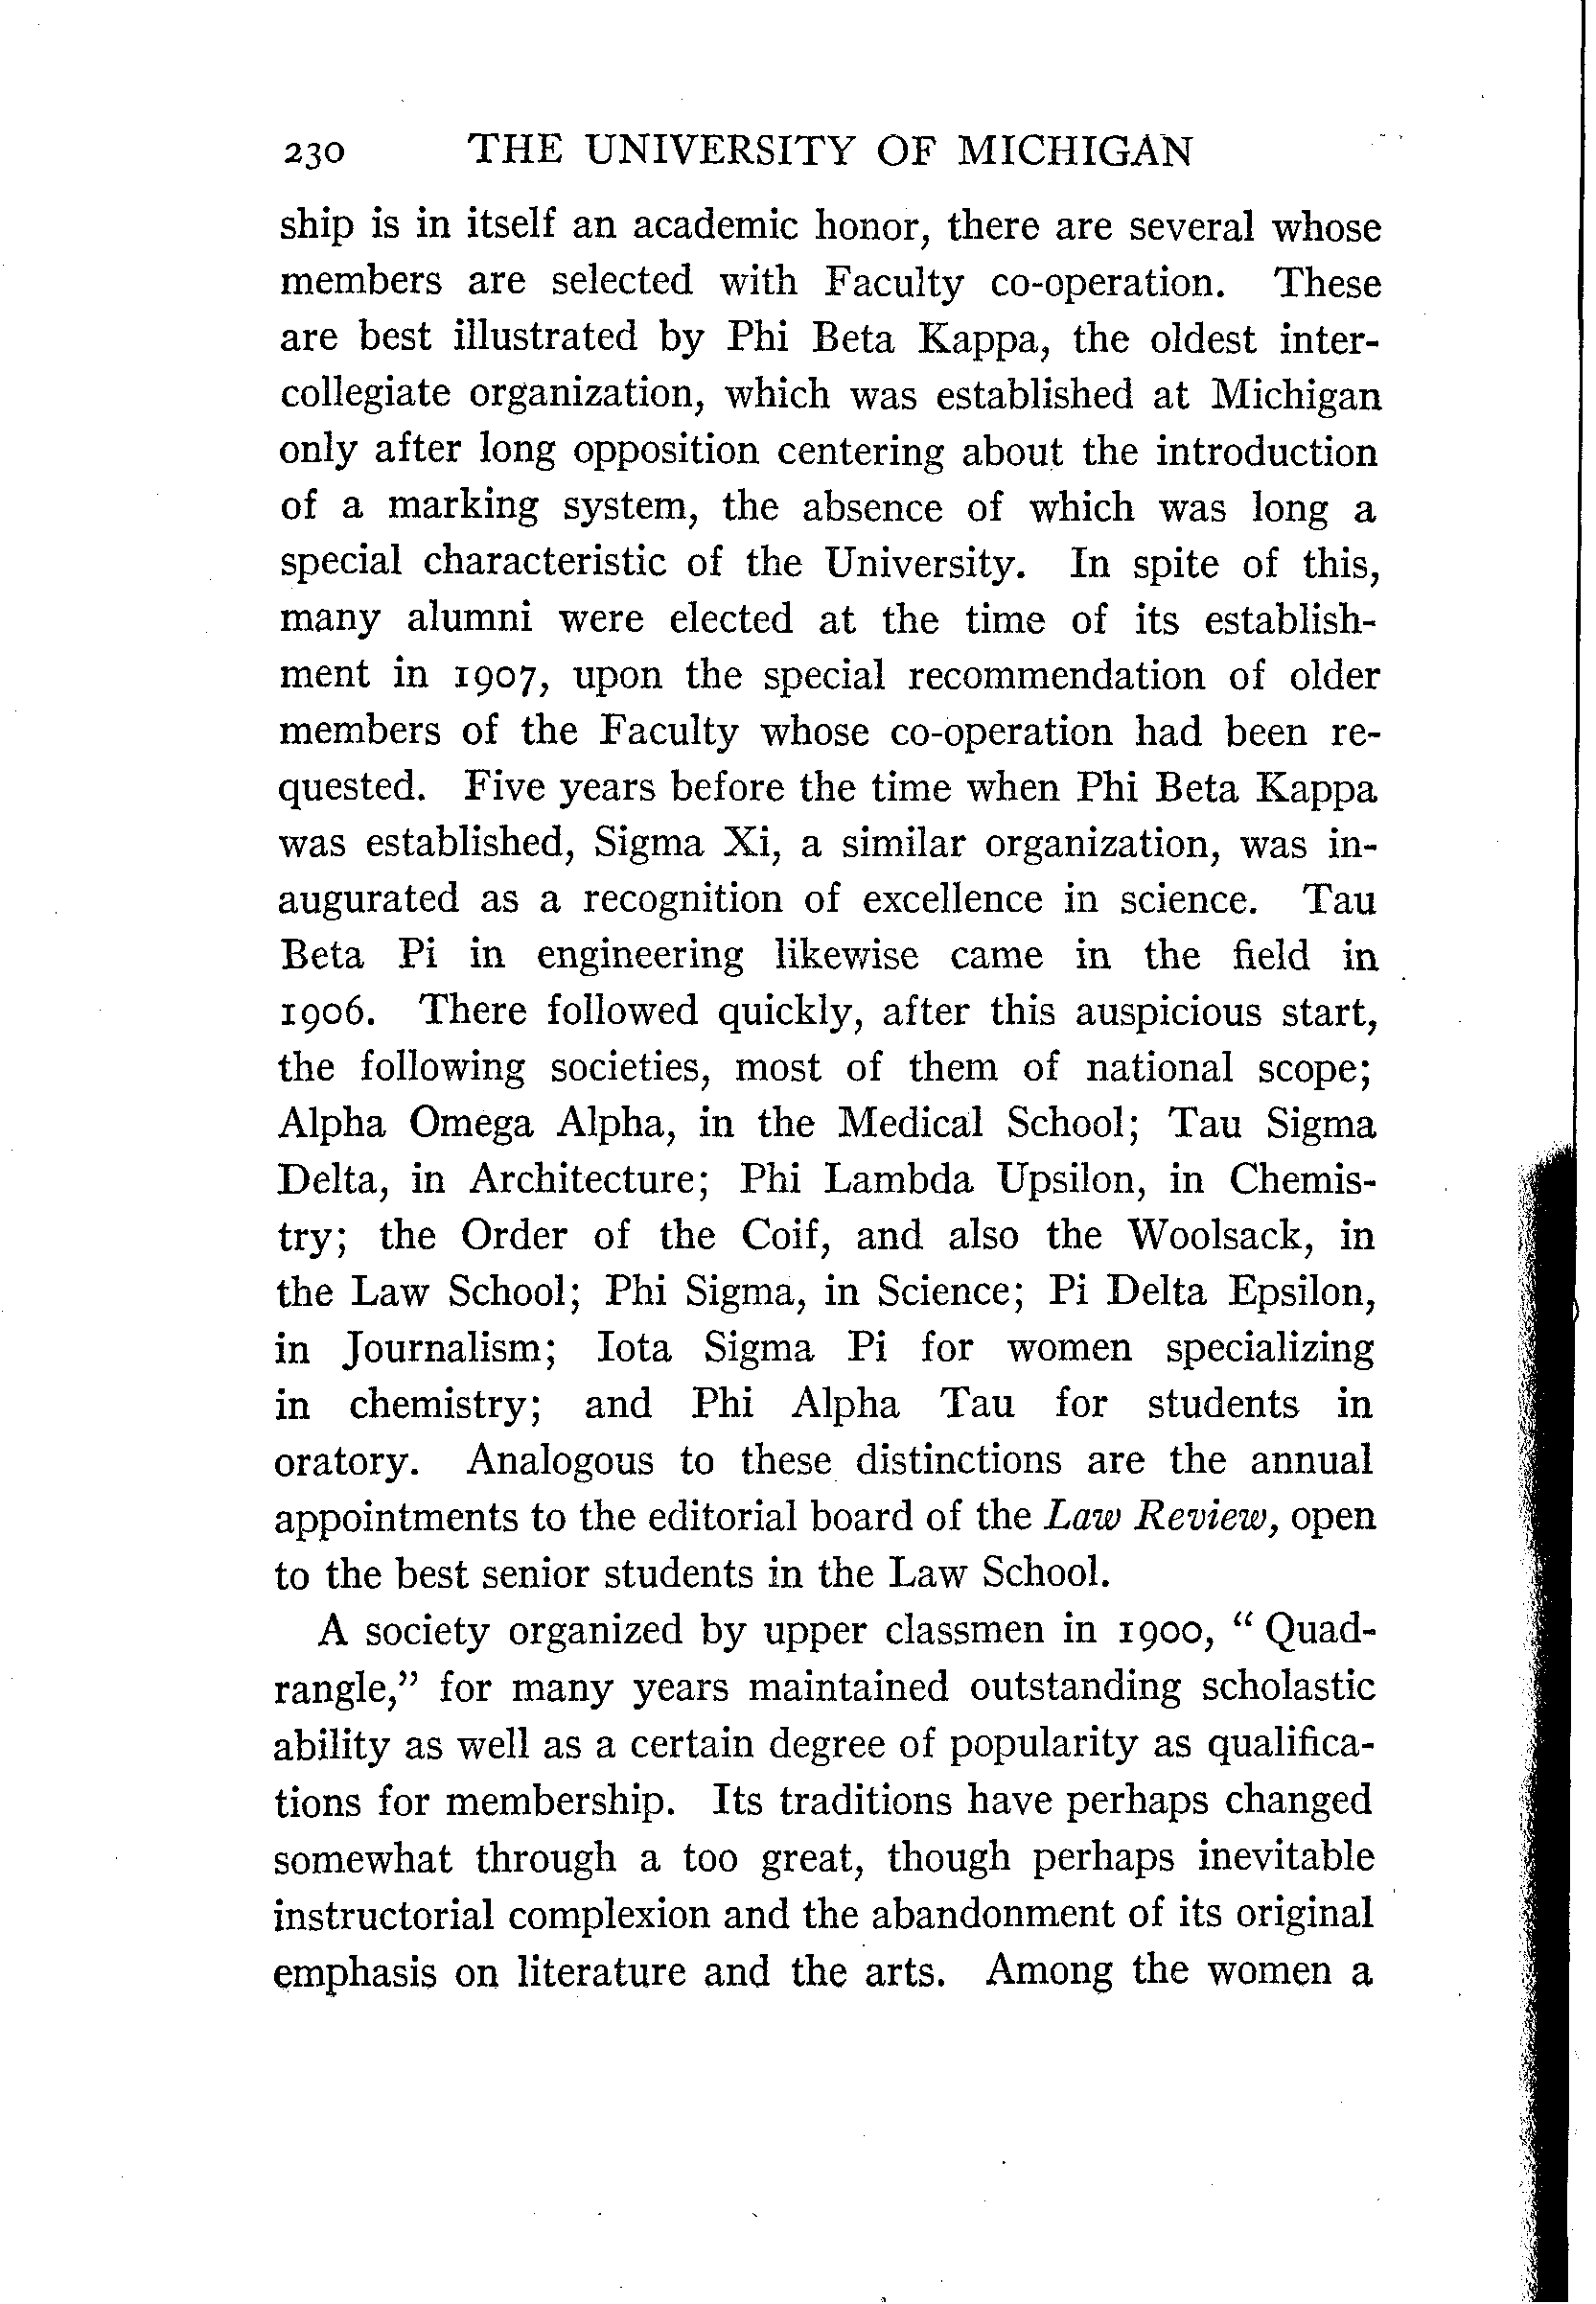 230 THE UNIVERSITY OF MICHIGAN
ship is in itself an academic honor, there are several whose
members are selected with Faculty co-operation. These
are best illustrated by Phi Beta Kappa, the oldest inter-
collegiate organization, which was established at Michigan
only after long opposition centering about the introduction
of a marking system, the absence of which was long a
special characteristic of the University. In spite of this,
many alumni were elected at the time of its establish-
ment in 1907, upon the special recommendation of older
members of the Faculty whose co-operation had been re-
quested. Five years before the time when Phi Beta Kappa
was established, Sigma Xi, a similar organization, was in-
augurated as a recognition of excellence in science. Tau
Beta Pi in engineering likewise came in the field in
1906. There followed quickly, after this auspicious start,
the following societies, most of them of national scope;
Alpha Omega Alpha, in the Medical School; Tau Sigma
Delta, in Architecture; Phi Lambda Upsilon, in Chemis-
try; the Order of the Coif, and also the Woolsack, in
the Law School; Phi Sigma, in Science; Pi Delta Epsilon,
in Journalism; Iota Sigma Pi for women specializing
in chemistry; and Phi Alpha Tau for students in
oratory. Analogous to these distinctions are the annual
appointments to the editorial board of the Law Review, open
to the best senior students in the Law School.
A society organized by upper classmen in 1900, " Quad-
rangle," for many years maintained outstanding scholastic
ability as well as a certain degree of popularity as qualifica-
tions for membership. Its traditions have perhaps changed
somewhat through a too great, though perhaps inevitable
instructorial complexion and the abandonment of its original
emphasis on literature and the arts. Among the women a